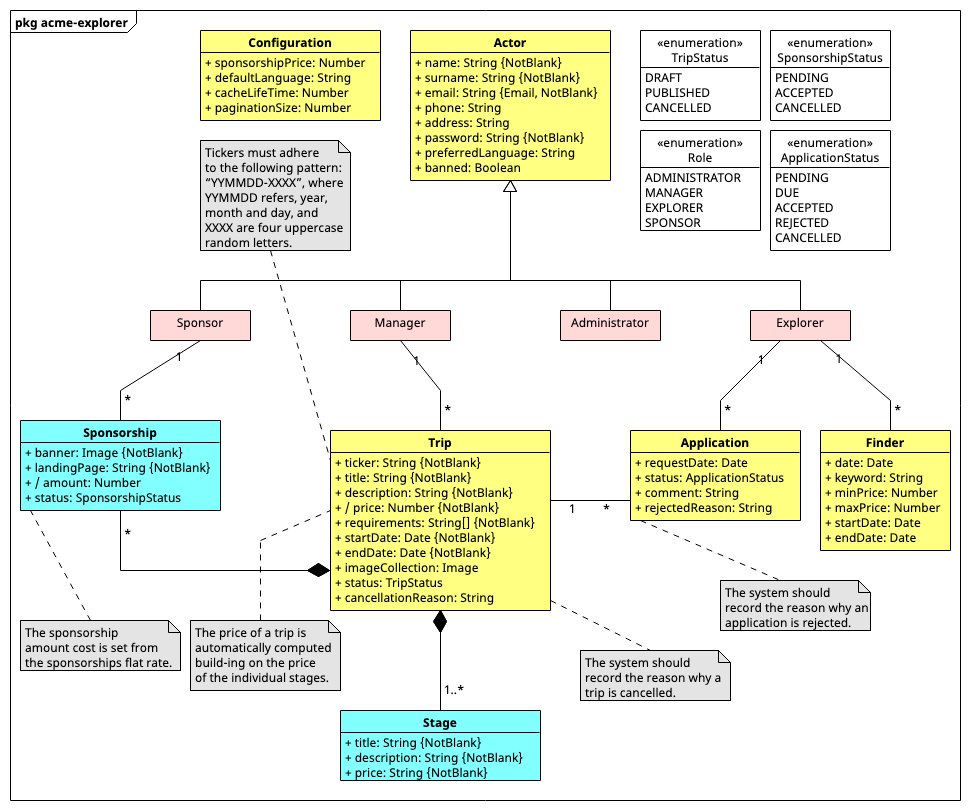 pkg acme-explorer
Configuration
+ sponsorshipPrice: Number
+ defaultLanguage: String
+ cacheLifeTime: Number
+ paginationSize: Number
Actor
+ name: String {NotBlank}
+ surname: String {NotBlank}
+ email: String {Email, NotBlank}
+ phone: String
+ address: String
+ password: String {NotBlank}
+ preferredLanguage: String
+ banned: Boolean
«enumeration»
TripStatus
DRAFT
PUBLISHED
CANCELLED
«enumeration»
SponsorshipStatus
PENDING
ACCEPTED
CANCELLED
«enumeration»
Role
ADMINISTRATOR
MANAGER
EXPLORER
SPONSOR
«enumeration»
ApplicationStatus
PENDING
DUE
ACCEPTED
REJECTED
CANCELLED
Tickers must adhere
to the following pattern:
“YYMMDD-XXXX”, where
YYMMDD refers, year,
month and day, and
XXXX are four uppercase
random letters.
Sponsor
Manager
Administrator
Explorer
1
1
1
1
*
*
*
*
Sponsorship
+ banner: Image {NotBlank}
+ landingPage: String {NotBlank}
+ / amount: Number
+ status: SponsorshipStatus
Trip
+ ticker: String {NotBlank}
+ title: String {NotBlank}
+ description: String {NotBlank}
+ / price: Number {NotBlank}
+ requirements: String[] {NotBlank}
+ startDate: Date {NotBlank}
+ endDate: Date {NotBlank}
+ imageCollection: Image
+ status: TripStatus
+ cancellationReason: String
Application
+ requestDate: Date
+ status: ApplicationStatus
+ comment: String
+ rejectedReason: String
Finder
+ date: Date
+ keyword: String
+ minPrice: Number
+ maxPrice: Number
+ startDate: Date
+ endDate: Date
1
*
*
The system should
record the reason why an
application is rejected.
The sponsorship
amount cost is set from
the sponsorships flat rate.
The price of a trip is
automatically computed
build-ing on the price
of the individual stages.
The system should
record the reason why a
trip is cancelled.
1..*
Stage
+ title: String {NotBlank}
+ description: String {NotBlank}
+ price: String {NotBlank}